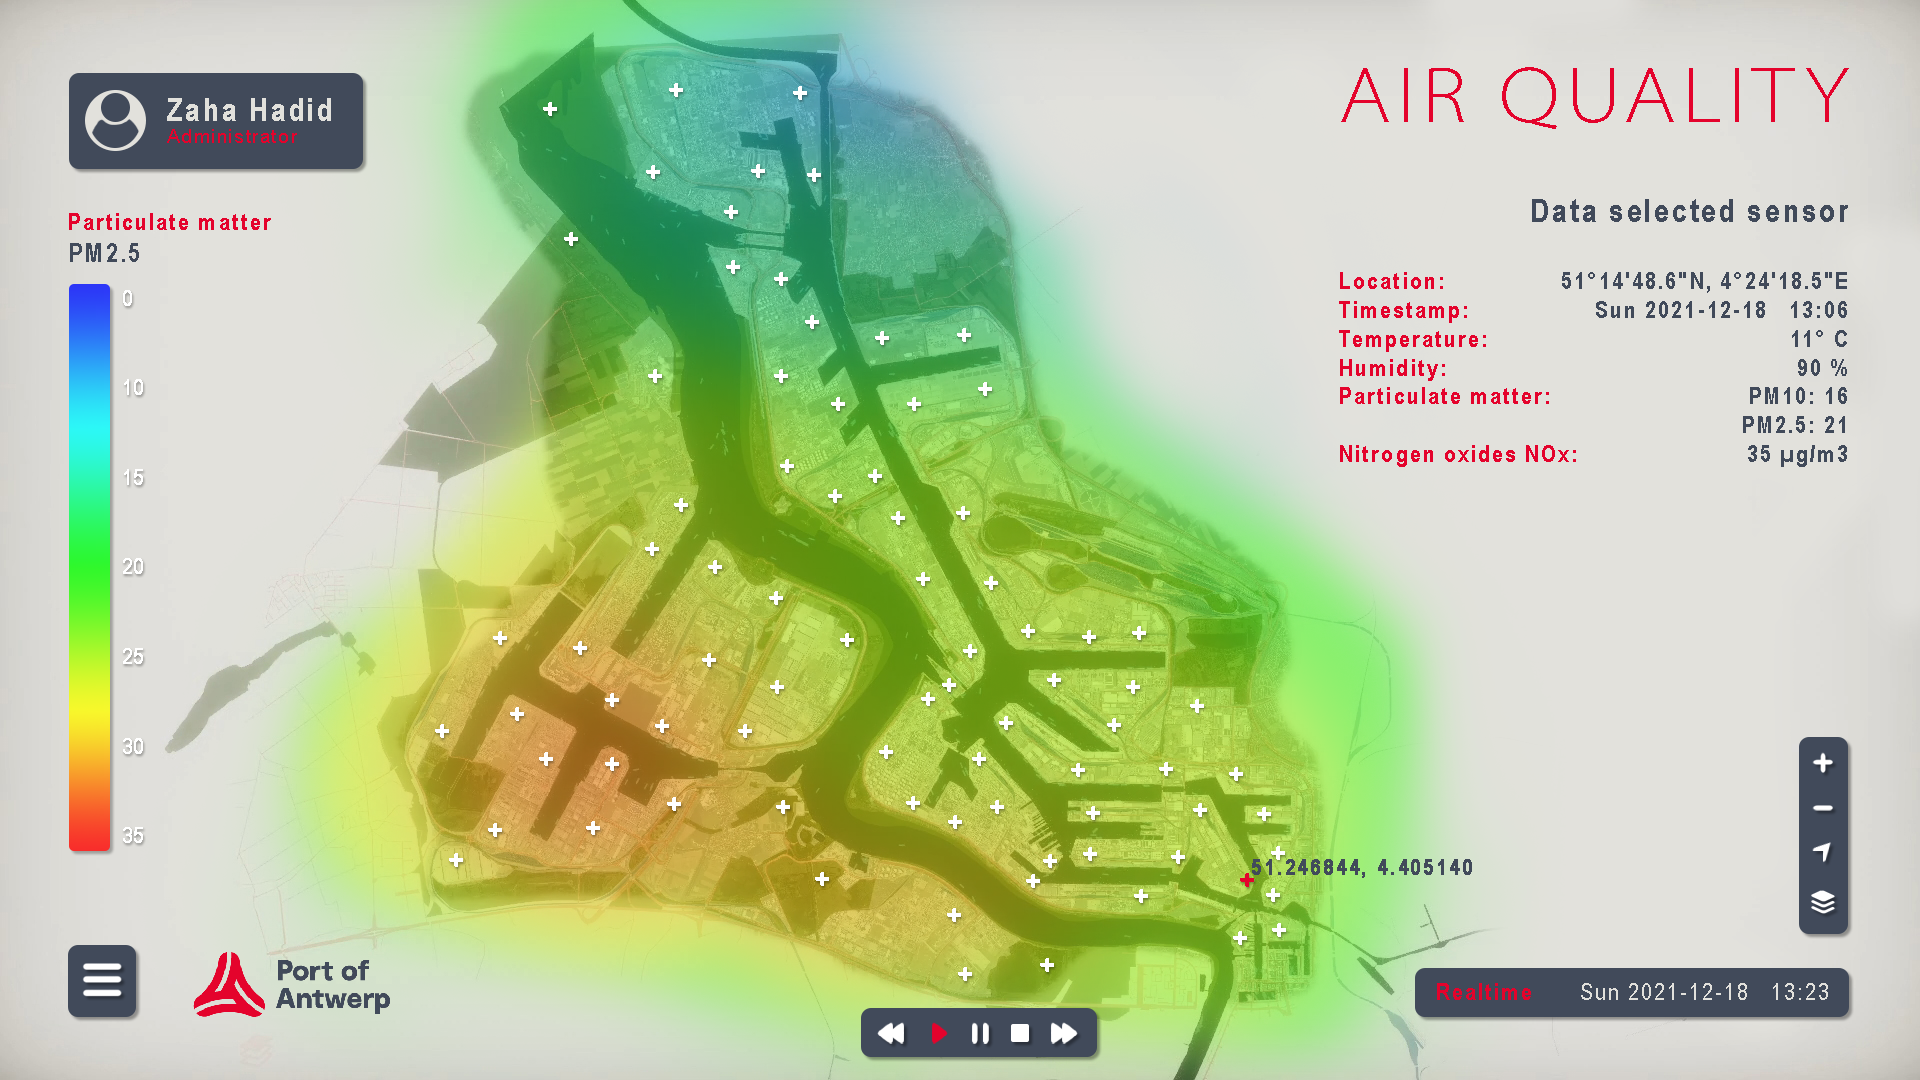 Zaha Hadid
Administrator
AIR QUALITY
Particulate matter
PM2.5
0
10
15
20
25
30
35
Data selected sensor
Location: 51°14'48.6"N, 4°24'18.5"E
Timestamp: Sun 2021-12-18 13:06
Temperature: 11° C
Humidity: 90 %
Particulate matter: PM10: 16
PM2.5: 21
Nitrogen oxides NOx: 35 µg/m3
51.246844, 4.405140
Port of
Antwerp
Realtime Sun 2021-12-18 13:23